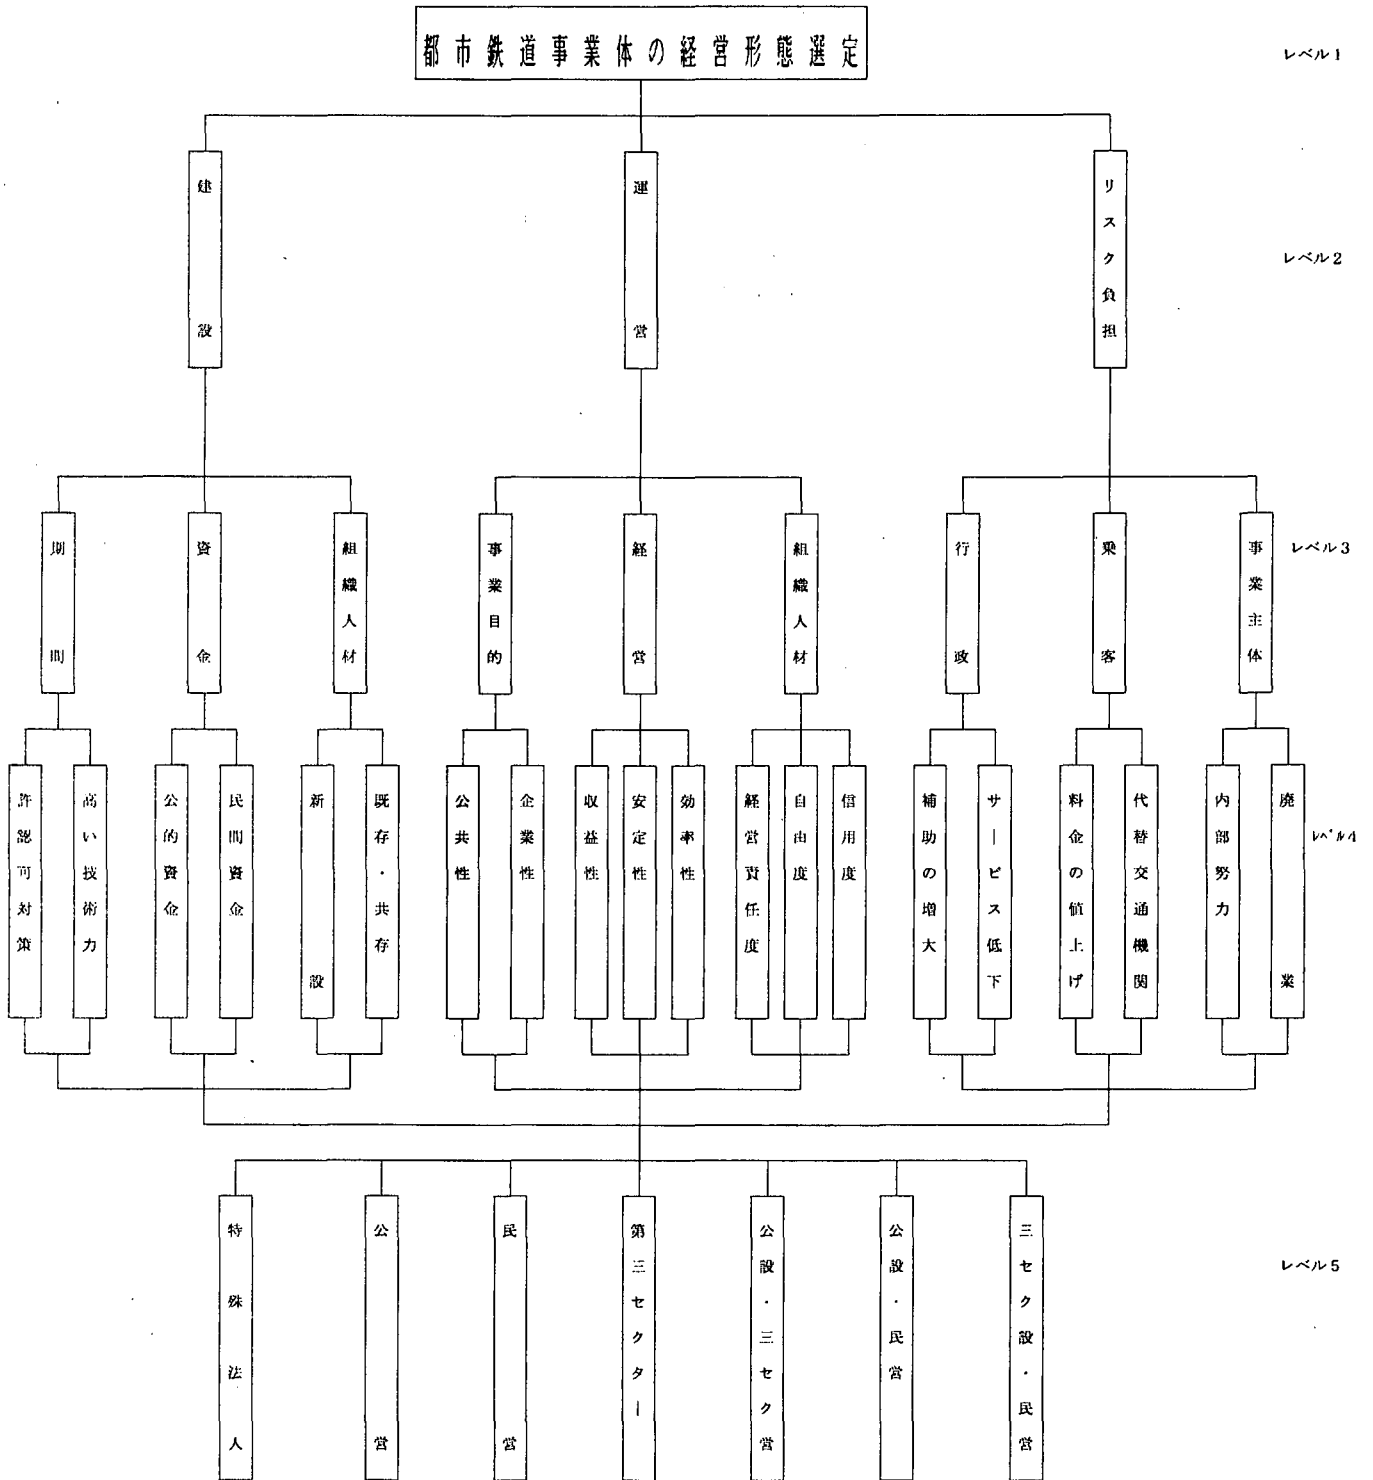 都市鉄道事業体の経営形態選定
レベル1
建設
運営
リスク負担
レベル2
期間
資金
組織人材
事業目的
経営
組織人材
行政
乗客
事業主体
レベル3
許認可対策
高い技術力
公的資金
民間資金
新設
既存・共存
公共性
企業性
収益性
安定性
効率性
経営責任度
自由度
信用度
補助の増大
サービス低下
料金の値上げ
代替交通機関
内部努力
廃業
レベル4
特殊法人
公営
民営
第三セクター
公設・三セク営
公設・民営
三セク設・民営
レベル5